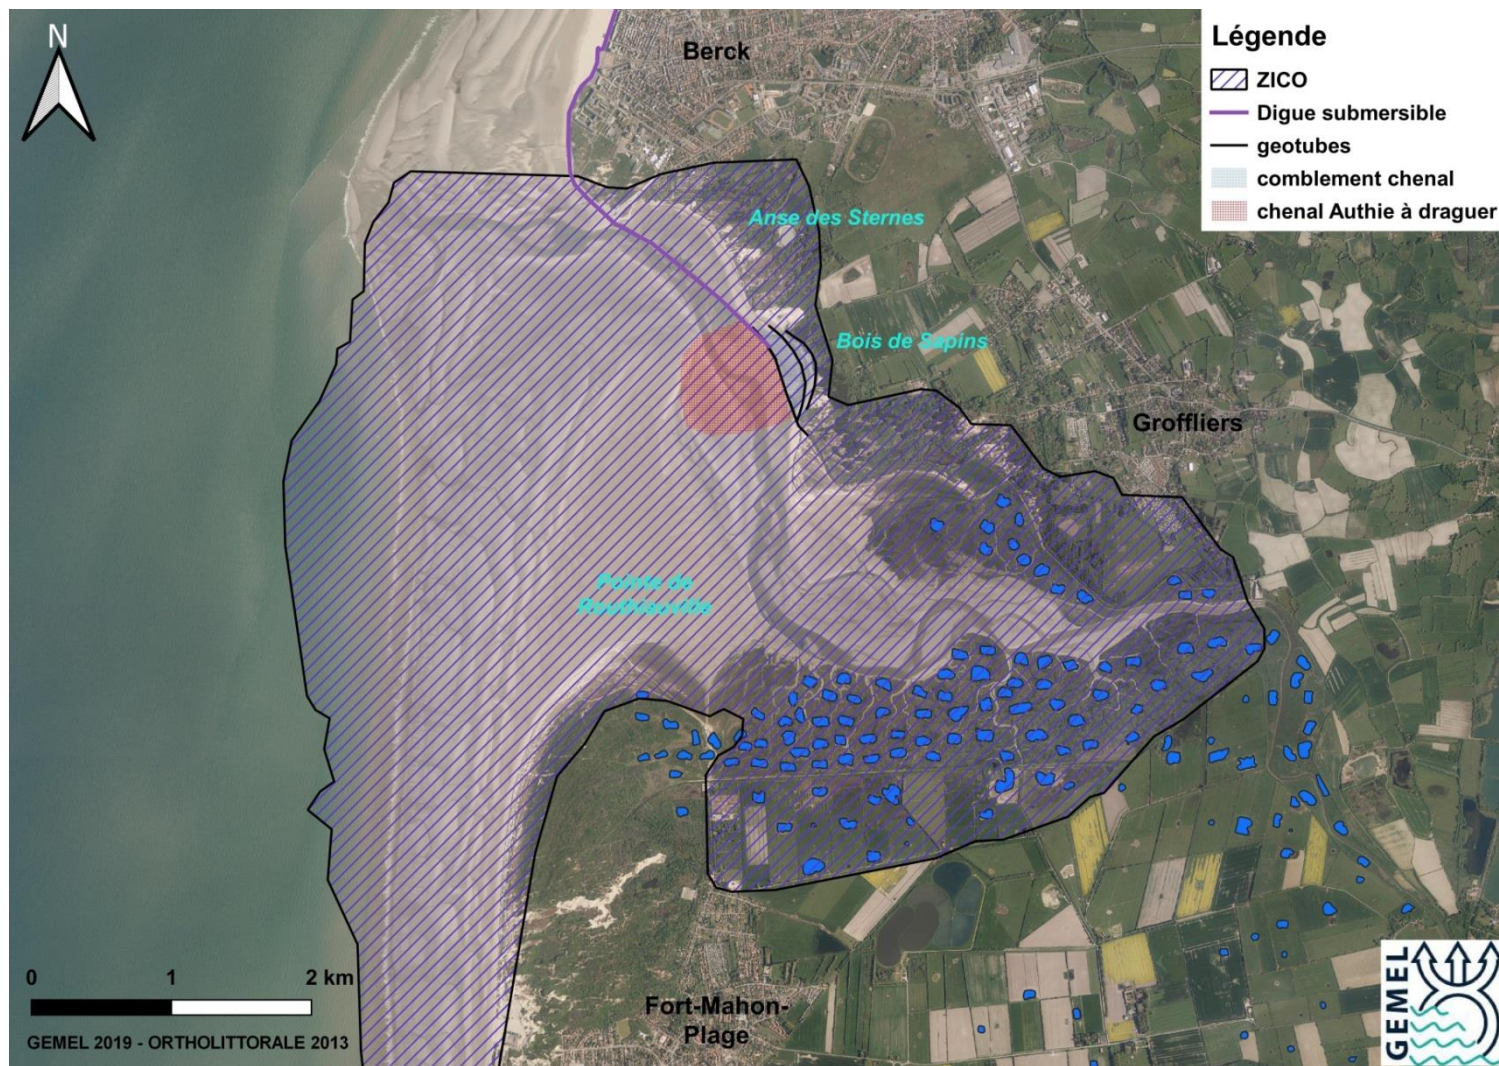 N
Berck
Légende
ZICO
Digue submersible
geotubes
comblement chenal
chenal Authie à draguer
Anse des Sternes
Bois de Sapins
Groffliers
Pointe de
Routhiauville
0 1 2 km
Fort-Mahon-
Plage
GEMEL 2019 - ORTHOLITTORALE 2013
GEMEL